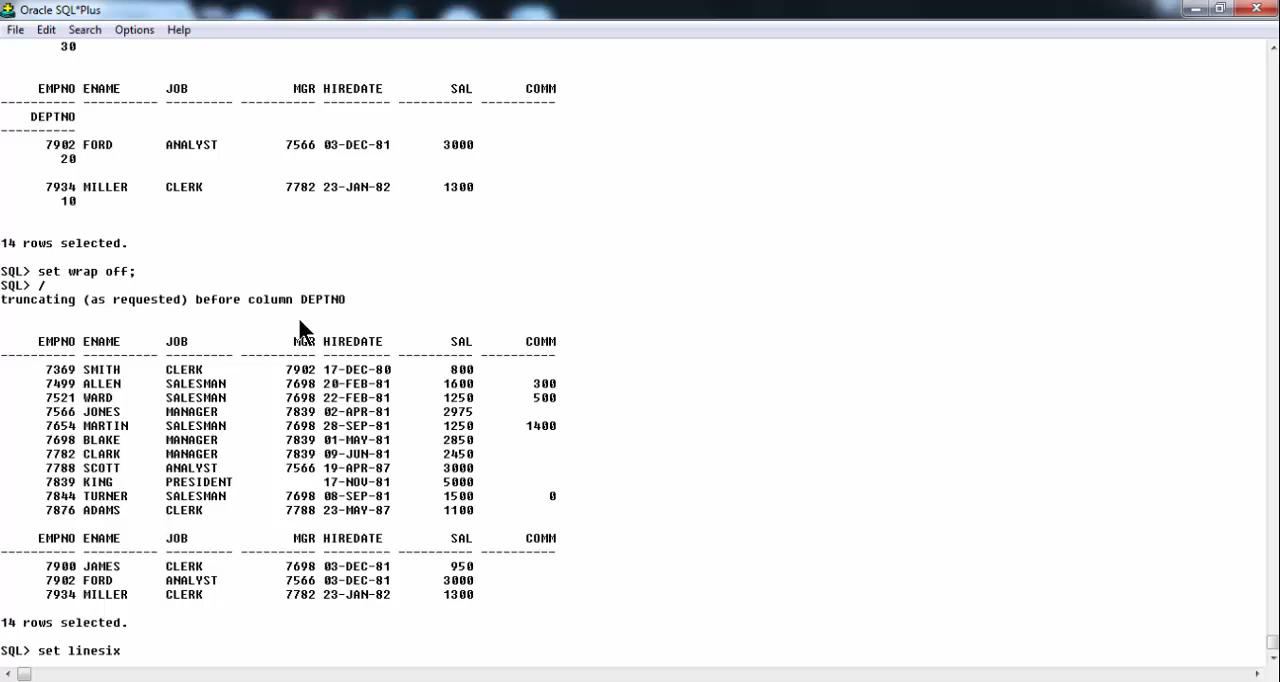 Oracle SQL*Plus
File Edit Search Options Help
30
EMPNO ENAME JOB MGR HIREDATE SAL COMM
---------- ---------- --------- ---------- --------- ---------- ----------
DEPTNO
----------
7902 FORD ANALYST 7566 03-DEC-81 3000
20
7934 MILLER CLERK 7782 23-JAN-82 1300
10
14 rows selected.
SQL> set wrap off;
SQL> /
truncating (as requested) before column DEPTNO
EMPNO ENAME JOB MGR HIREDATE SAL COMM
---------- ---------- --------- ---------- --------- ---------- ----------
7369 SMITH CLERK 7902 17-DEC-80 800
7499 ALLEN SALESMAN 7698 20-FEB-81 1600 300
7521 WARD SALESMAN 7698 22-FEB-81 1250 500
7566 JONES MANAGER 7839 02-APR-81 2975
7654 MARTIN SALESMAN 7698 28-SEP-81 1250 1400
7698 BLAKE MANAGER 7839 01-MAY-81 2850
7782 CLARK MANAGER 7839 09-JUN-81 2450
7788 SCOTT ANALYST 7566 19-APR-87 3000
7839 KING PRESIDENT 17-NOV-81 5000
7844 TURNER SALESMAN 7698 08-SEP-81 1500 0
7876 ADAMS CLERK 7788 23-MAY-87 1100
EMPNO ENAME JOB MGR HIREDATE SAL COMM
---------- ---------- --------- ---------- --------- ---------- ----------
7900 JAMES CLERK 7698 03-DEC-81 950
7902 FORD ANALYST 7566 03-DEC-81 3000
7934 MILLER CLERK 7782 23-JAN-82 1300
14 rows selected.
SQL> set linesix